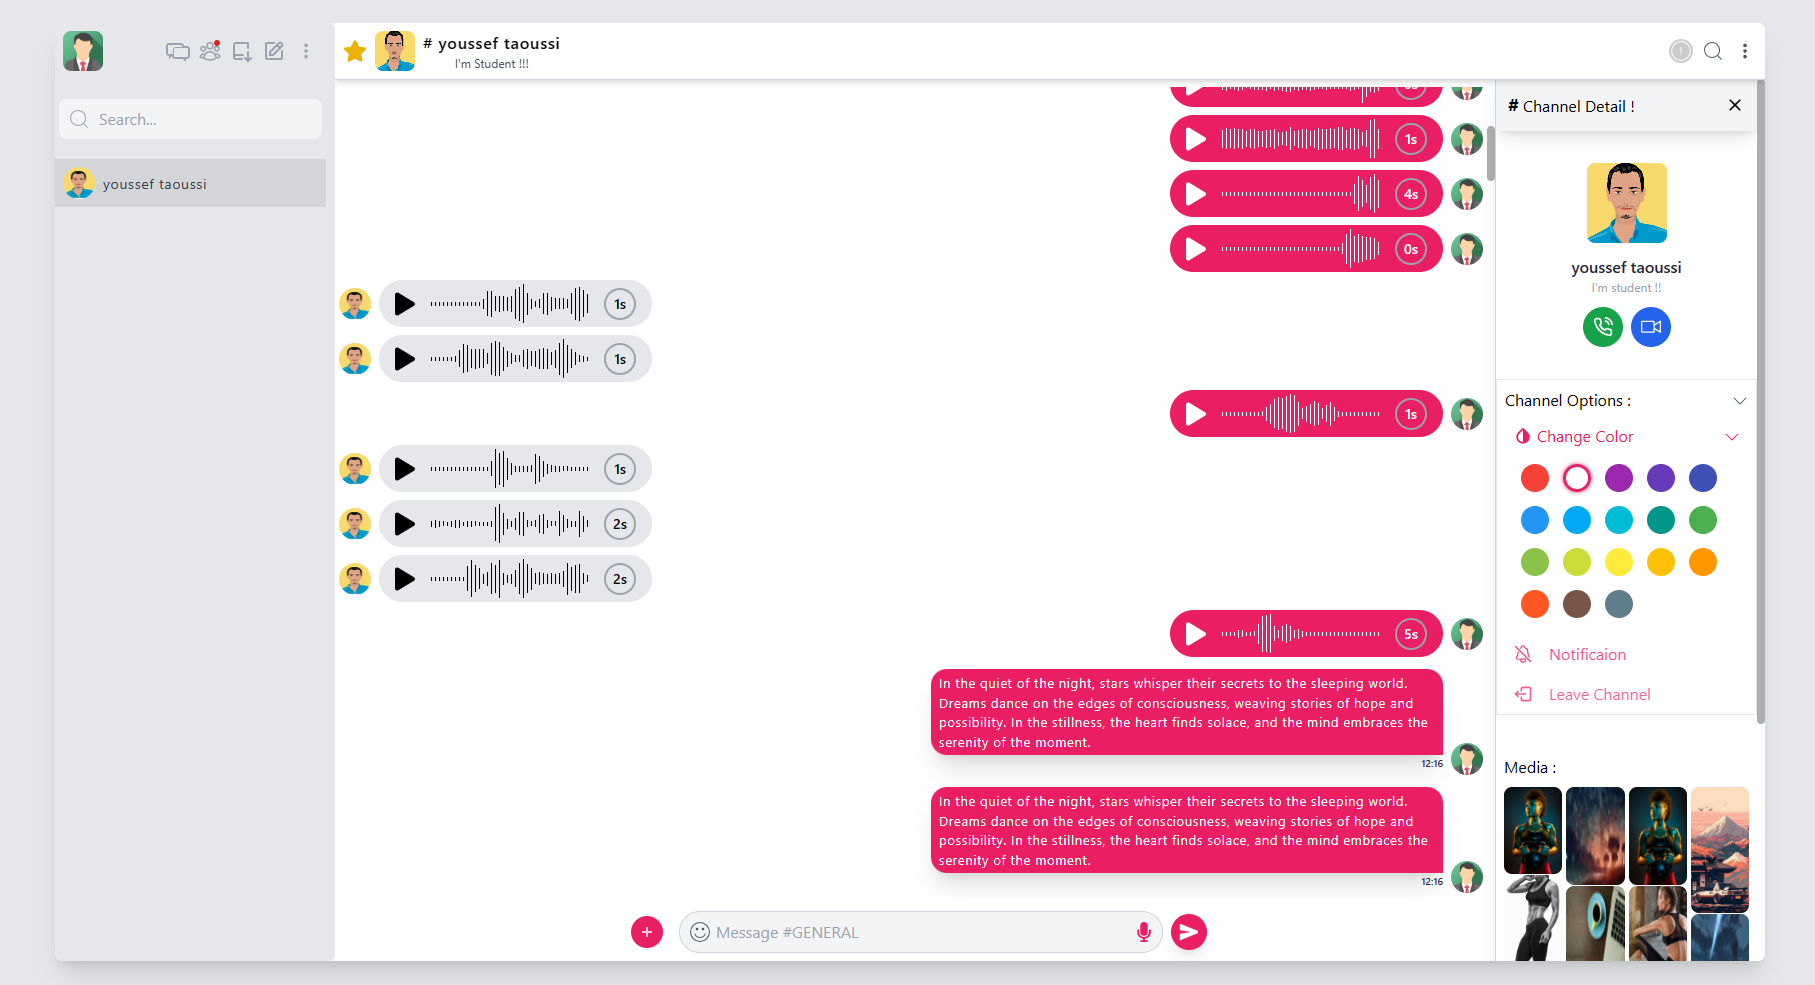 # youssef taoussi
I'm Student !!!
Search...
youssef taoussi
1s
4s
0s
1s
1s
1s
1s
2s
2s
5s
In the quiet of the night, stars whisper their secrets to the sleeping world.
Dreams dance on the edges of consciousness, weaving stories of hope and
possibility. In the stillness, the heart finds solace, and the mind embraces the
serenity of the moment.
12:16
In the quiet of the night, stars whisper their secrets to the sleeping world.
Dreams dance on the edges of consciousness, weaving stories of hope and
possibility. In the stillness, the heart finds solace, and the mind embraces the
serenity of the moment.
12:16
Message #GENERAL
# Channel Detail !
youssef taoussi
I'm student !!
Channel Options :
Change Color
Notificaion
Leave Channel
Media :